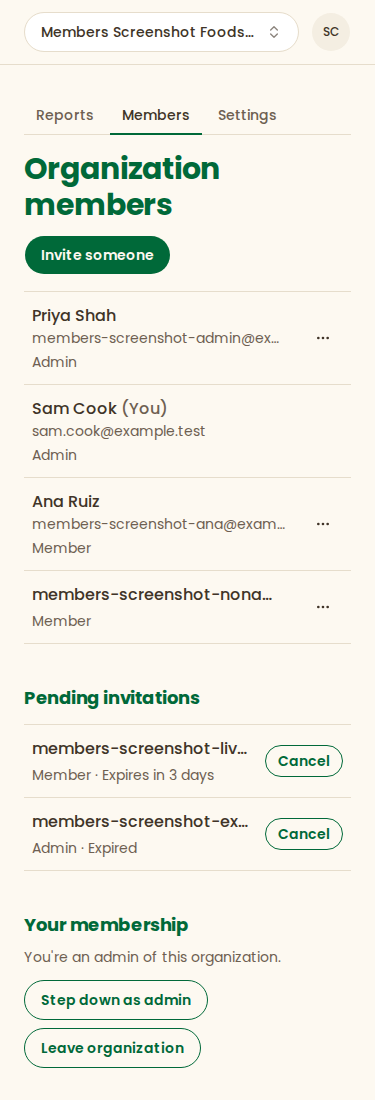 Members Screenshot Foods…
SC
Reports
Members
Settings
Organization
members
Invite someone
Priya Shah
members-screenshot-admin@ex…
Admin
Sam Cook (You)
sam.cook@example.test
Admin
Ana Ruiz
members-screenshot-ana@exam…
Member
members-screenshot-nona…
Member
Pending invitations
members-screenshot-liv…
Member · Expires in 3 days
Cancel
members-screenshot-ex…
Admin · Expired
Cancel
Your membership
You're an admin of this organization.
Step down as admin
Leave organization